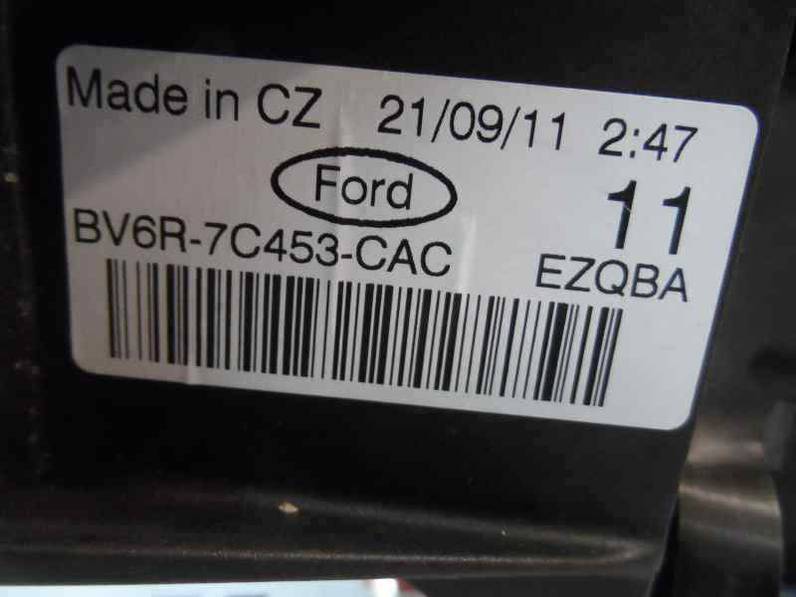 Made in CZ 21/09/11 2:47
Ford 11
BV6R-7C453-CAC EZQBA